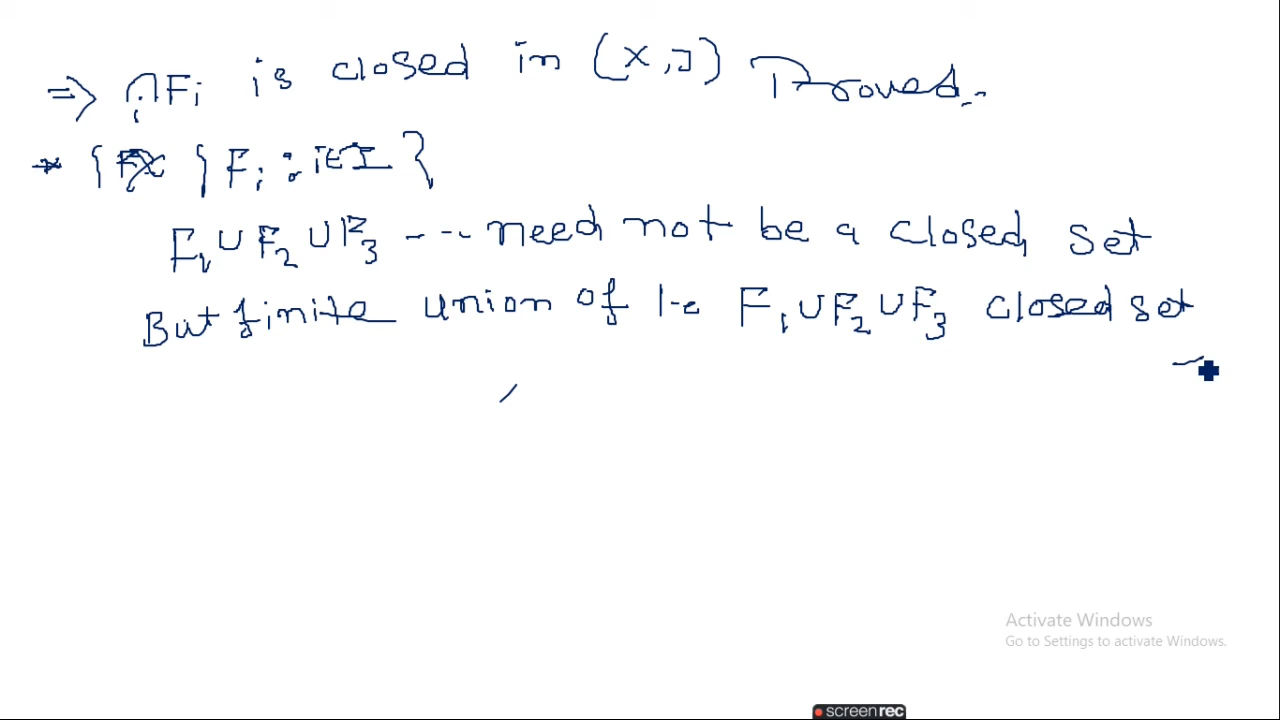 ⇒ ∩Fi is closed in (X,J) Proved.
* { } Fi : i∈I }
F1 ∪ F2 ∪ F3 --- need not be a closed set
But finite union of i-e F1 ∪ F2 ∪ F3 closed set
Activate Windows
Go to Settings to activate Windows.
screenrec